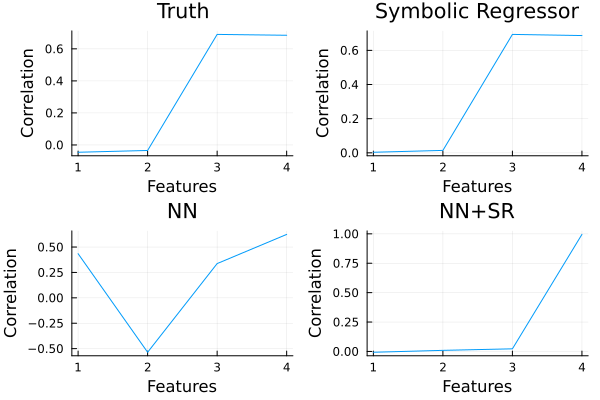 Truth
0.6
0.4
0.2
0.0
Correlation
1 2 3 4
Features
Symbolic Regressor
0.6
0.4
0.2
0.0
Correlation
1 2 3 4
Features
NN
0.50
0.25
0.00
−0.25
−0.50
Correlation
1 2 3 4
Features
NN+SR
1.00
0.75
0.50
0.25
0.00
Correlation
1 2 3 4
Features